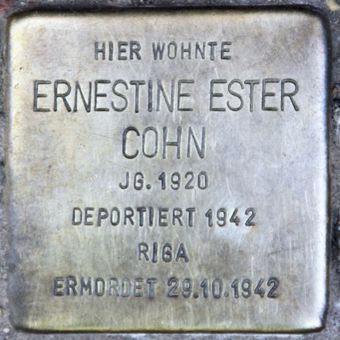 HIER WOHNTE
ERNESTINE ESTER
COHN
JG. 1920
DEPORTIERT 1942
RIGA
ERMORDET 29.10.1942